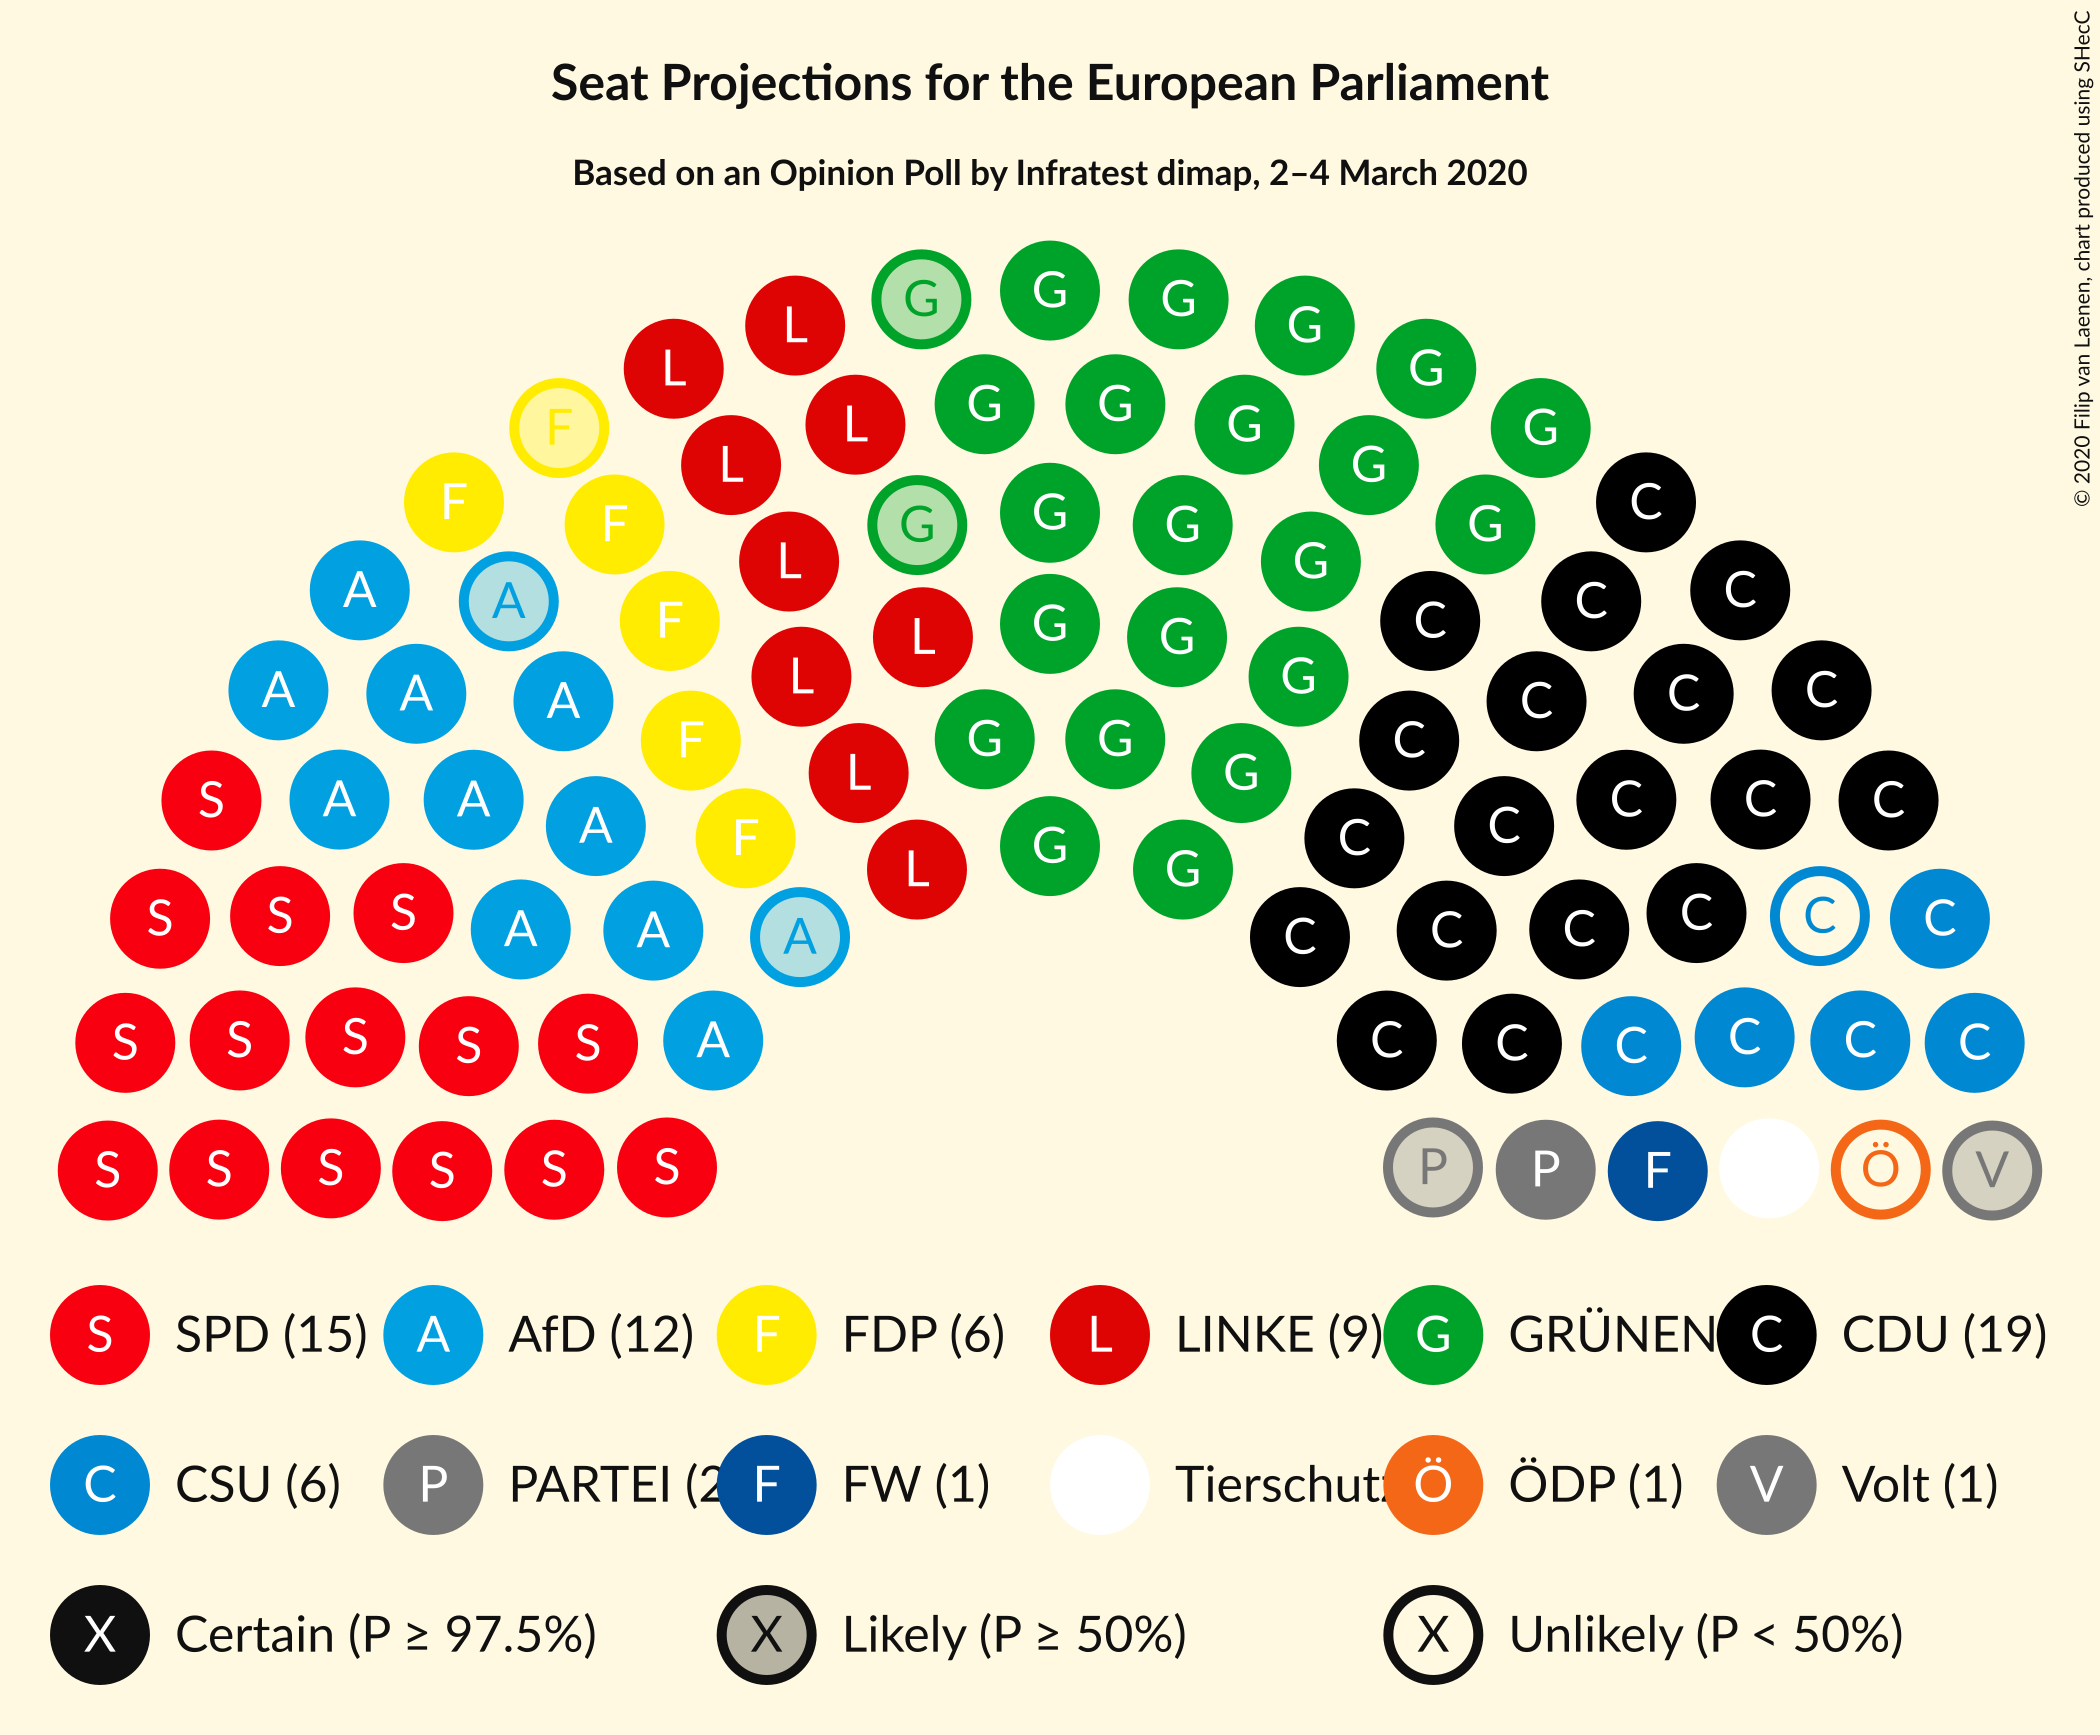 Seat Projections for the European Parliament
Based on an Opinion Poll by Infratest dimap, 2–4 March 2020
© 2020 Filip van Laenen, chart produced using SHecC
G G G G
L G
L G
L G G G
F L G G
F G
F L G G G C
L G
A A F G C C
L L G G G C
A A A C C C
F G G C
S A A L G C C C
A F G G C C
S S S L C C C
A A A C C C C
S S S A C C C C
S S C C
S S S S S S P P F Ö V
S SPD (15) A AfD (12) F FDP (6) L LINKE (9) G GRÜNEN C CDU (19)
C CSU (6) P PARTEI (2 F FW (1) Tierschutz Ö ÖDP (1) V Volt (1)
X Certain (P ≥ 97.5%) X Likely (P ≥ 50%) X Unlikely (P < 50%)